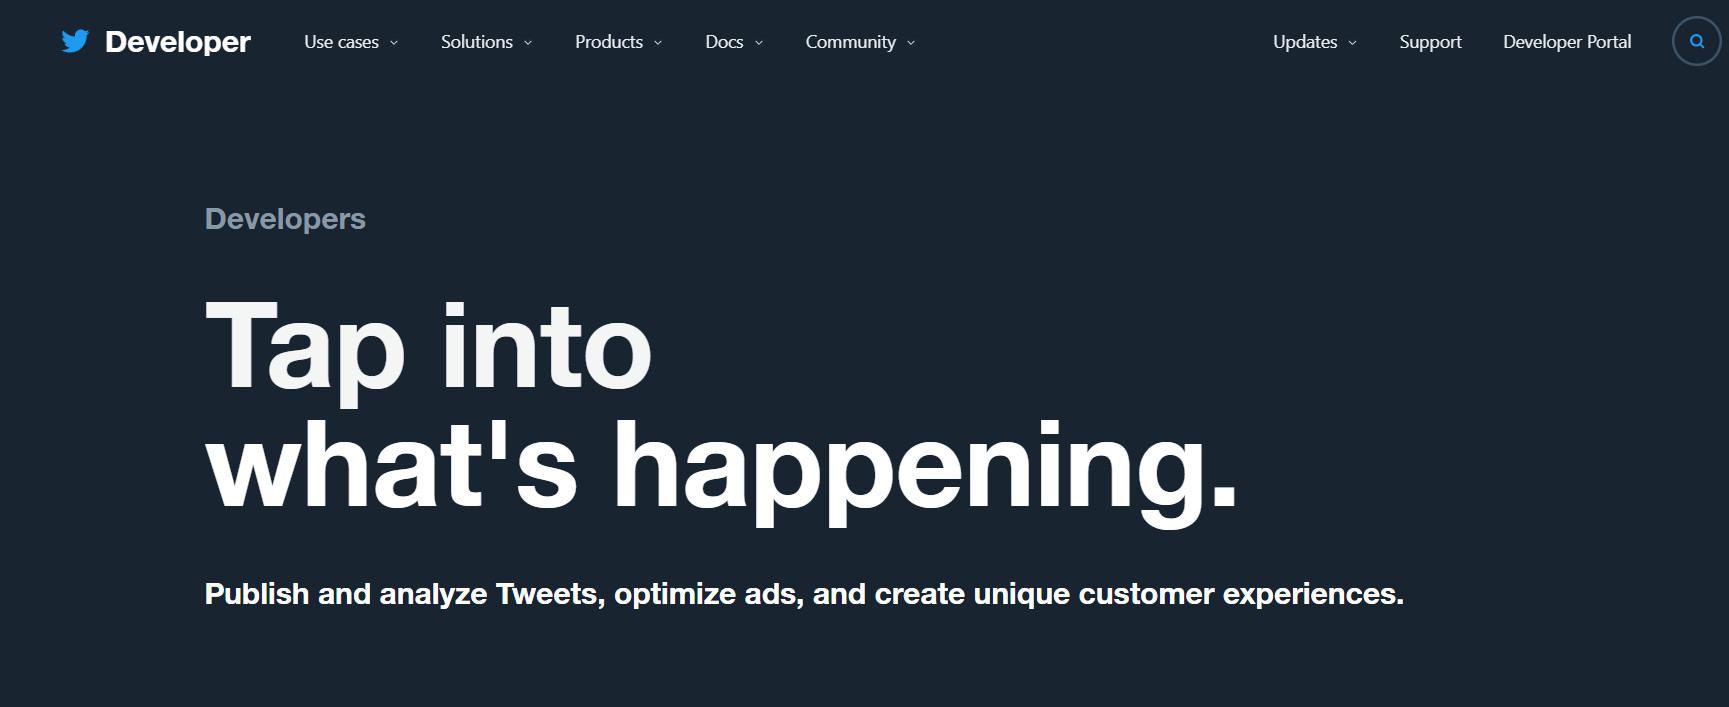 Developer Use cases Solutions Products Docs Community Updates Support Developer Portal
Developers
Tap into
what's happening.
Publish and analyze Tweets, optimize ads, and create unique customer experiences.